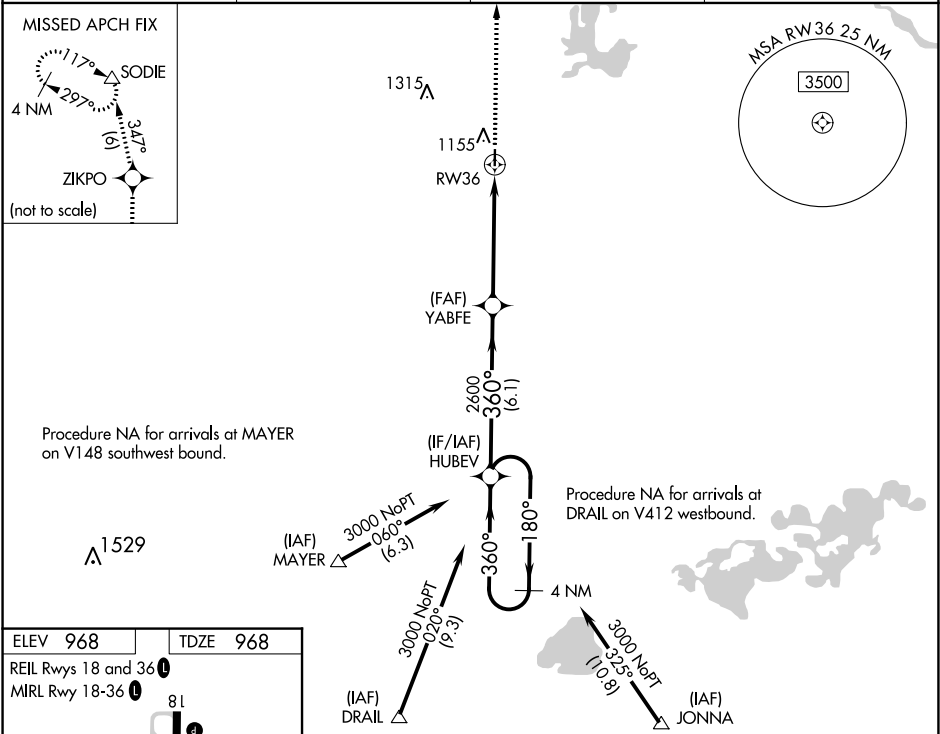 MISSED APCH FIX
117°
SODIE
4 NM
297°
347°
(6)
ZIKPO
(not to scale)
1315
1155
RW36
MSA RW36 25 NM
3500
(FAF)
YABFE
2600
360°
(6.1)
(IF/IAF)
HUBEV
Procedure NA for arrivals at MAYER
on V148 southwest bound.
Procedure NA for arrivals at
DRAIL on V412 westbound.
3000 NoPT
060°
(6.3)
(IAF)
MAYER
1529
360°
180°
4 NM
3000 NoPT
020°
(9.3)
(IAF)
DRAIL
3000 NoPT
325°
(10.8)
(IAF)
JONNA
ELEV 968
TDZE 968
REIL Rwys 18 and 36 L
MIRL Rwy 18-36 L
18
P